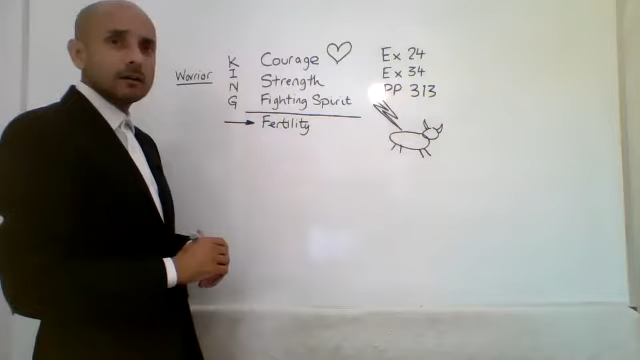 Warrior
K
I
N
G
Courage
Strength
Fighting Spirit
Fertility
Ex 24
Ex 34
PP 313